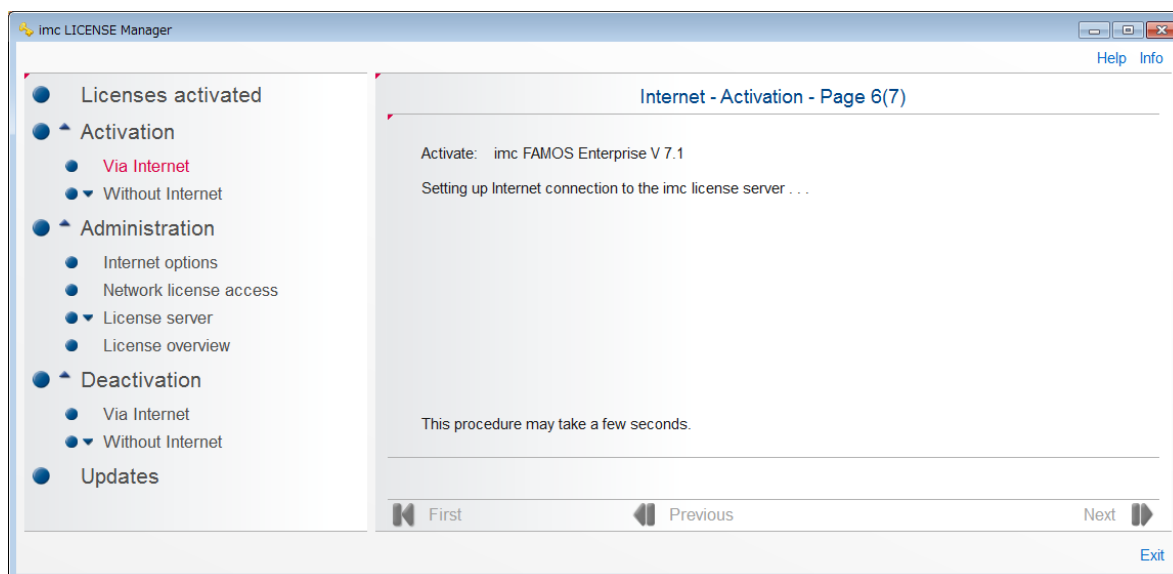 imc LICENSE Manager
Help Info
Licenses activated
Activation
Via Internet
Without Internet
Administration
Internet options
Network license access
License server
License overview
Deactivation
Via Internet
Without Internet
Updates
Internet - Activation - Page 6(7)
Activate: imc FAMOS Enterprise V 7.1
Setting up Internet connection to the imc license server . . .
This procedure may take a few seconds.
First Previous Next
Exit